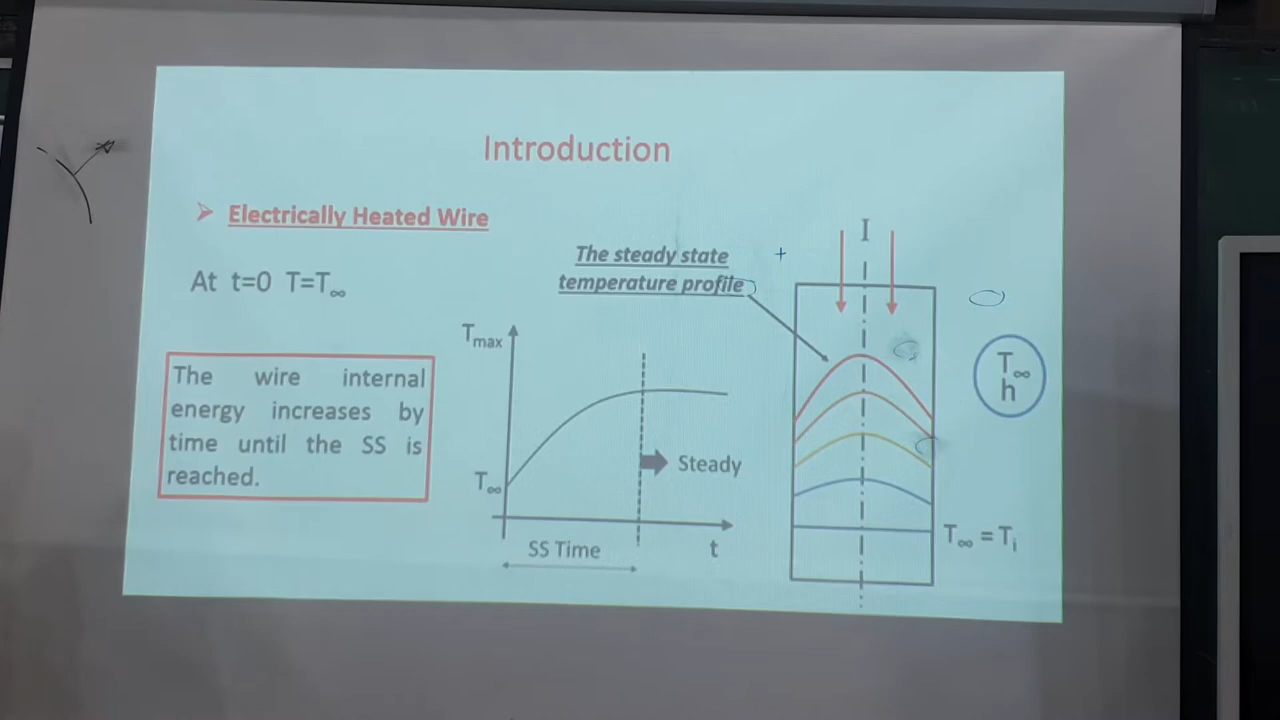 Introduction
➢ Electrically Heated Wire
At t=0 T=T∞
The wire internal
energy increases by
time until the SS is
reached.
The steady state
temperature profile
Tmax
T∞
Steady
SS Time
t
I
T∞
h
T∞ = Ti